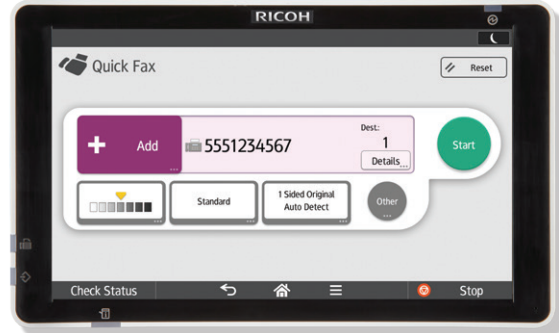 RICOH
Quick Fax
Reset
Add
5551234567
Dest.:
1
Details
Start
Standard
1 Sided Original
Auto Detect
Other
Check Status
Stop